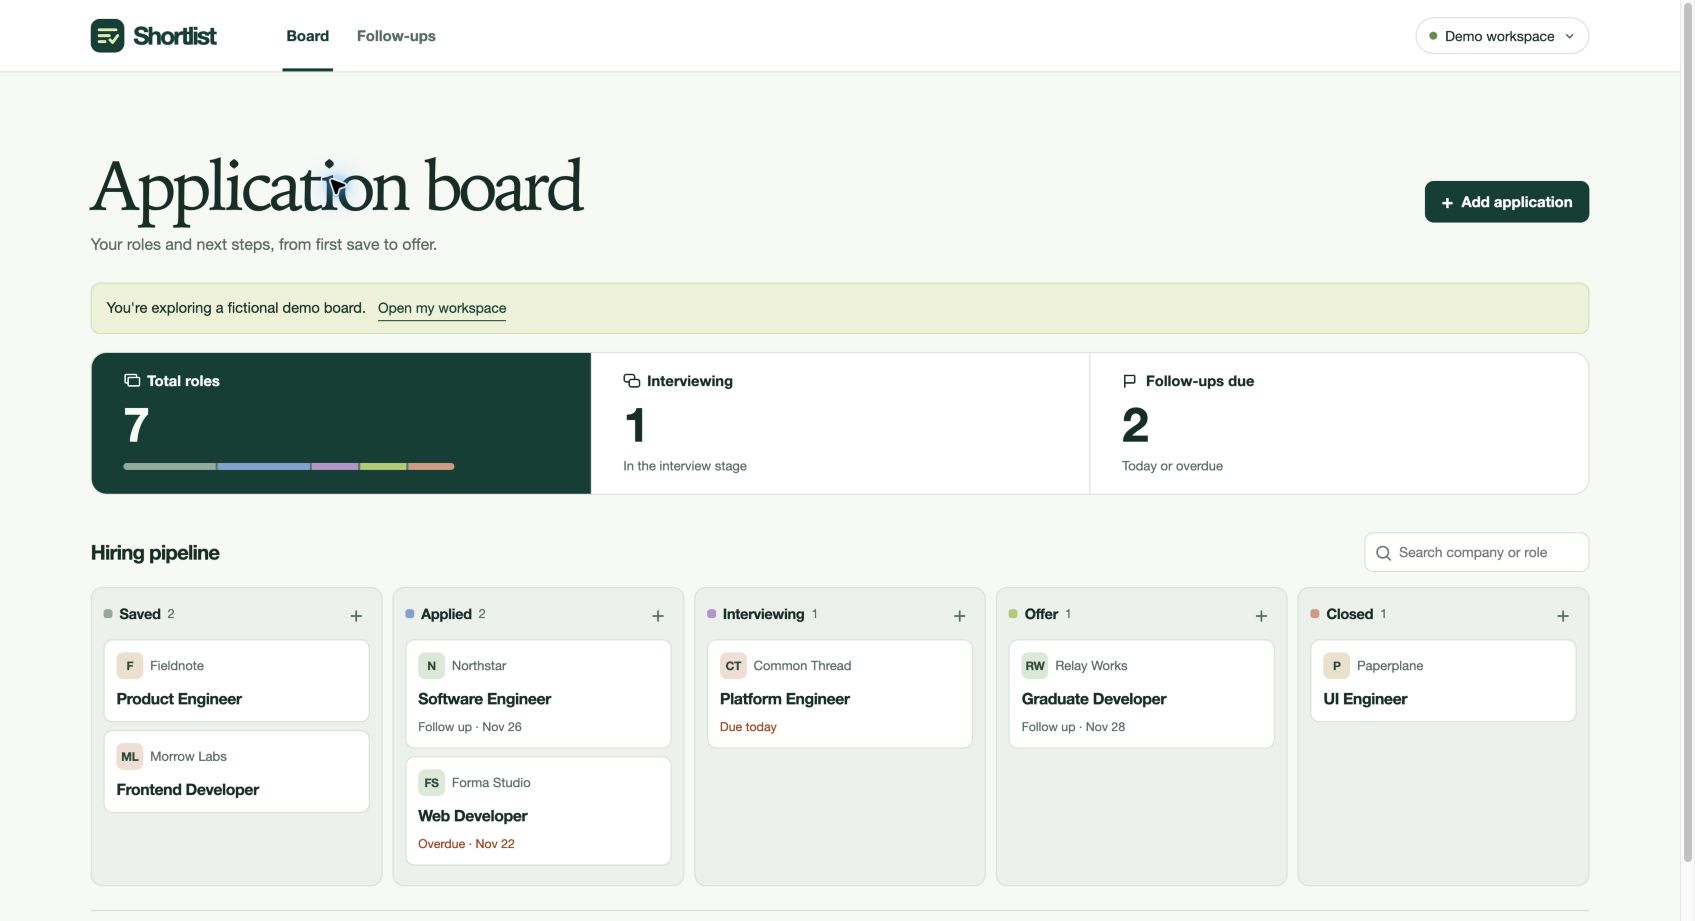 Shortlist
Board
Follow-ups
Demo workspace
Application board
+ Add application
Your roles and next steps, from first save to offer.
You're exploring a fictional demo board. Open my workspace
Total roles
7
Interviewing
1
In the interview stage
Follow-ups due
2
Today or overdue
Hiring pipeline
Search company or role
Saved 2 +
F Fieldnote
Product Engineer
ML Morrow Labs
Frontend Developer
Applied 2 +
N Northstar
Software Engineer
Follow up · Nov 26
FS Forma Studio
Web Developer
Overdue · Nov 22
Interviewing 1 +
CT Common Thread
Platform Engineer
Due today
Offer 1 +
RW Relay Works
Graduate Developer
Follow up · Nov 28
Closed 1 +
P Paperplane
UI Engineer